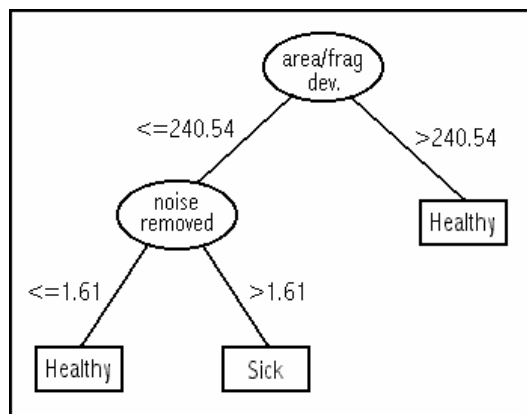 area/frag
dev.
<=240.54
>240.54
noise
removed
Healthy
<=1.61
>1.61
Healthy
Sick